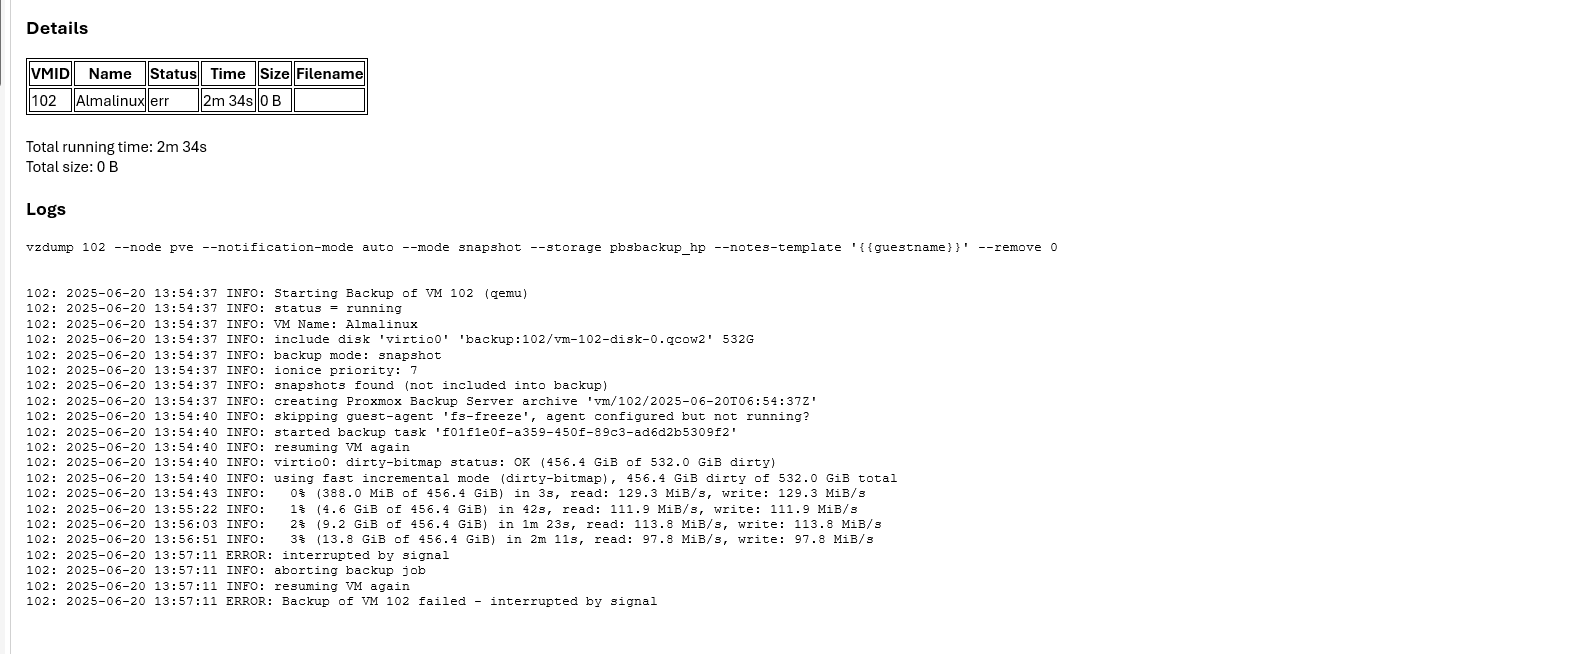 Details
VMID Name Status Time Size Filename
102 Almalinux err 2m 34s 0 B
Total running time: 2m 34s
Total size: 0 B
Logs
vzdump 102 --node pve --notification-mode auto --mode snapshot --storage pbsbackup_hp --notes-template '{{guestname}}' --remove 0
102: 2025-06-20 13:54:37 INFO: Starting Backup of VM 102 (qemu)
102: 2025-06-20 13:54:37 INFO: status = running
102: 2025-06-20 13:54:37 INFO: VM Name: Almalinux
102: 2025-06-20 13:54:37 INFO: include disk 'virtio0' 'backup:102/vm-102-disk-0.qcow2' 532G
102: 2025-06-20 13:54:37 INFO: backup mode: snapshot
102: 2025-06-20 13:54:37 INFO: ionice priority: 7
102: 2025-06-20 13:54:37 INFO: snapshots found (not included into backup)
102: 2025-06-20 13:54:37 INFO: creating Proxmox Backup Server archive 'vm/102/2025-06-20T06:54:37Z'
102: 2025-06-20 13:54:40 INFO: skipping guest-agent 'fs-freeze', agent configured but not running?
102: 2025-06-20 13:54:40 INFO: started backup task 'f01f1e0f-a359-450f-89c3-ad6d2b5309f2'
102: 2025-06-20 13:54:40 INFO: resuming VM again
102: 2025-06-20 13:54:40 INFO: virtio0: dirty-bitmap status: OK (456.4 GiB of 532.0 GiB dirty)
102: 2025-06-20 13:54:40 INFO: using fast incremental mode (dirty-bitmap), 456.4 GiB dirty of 532.0 GiB total
102: 2025-06-20 13:54:43 INFO:   0% (388.0 MiB of 456.4 GiB) in 3s, read: 129.3 MiB/s, write: 129.3 MiB/s
102: 2025-06-20 13:55:22 INFO:   1% (4.6 GiB of 456.4 GiB) in 42s, read: 111.9 MiB/s, write: 111.9 MiB/s
102: 2025-06-20 13:56:03 INFO:   2% (9.2 GiB of 456.4 GiB) in 1m 23s, read: 113.8 MiB/s, write: 113.8 MiB/s
102: 2025-06-20 13:56:51 INFO:   3% (13.8 GiB of 456.4 GiB) in 2m 11s, read: 97.8 MiB/s, write: 97.8 MiB/s
102: 2025-06-20 13:57:11 ERROR: interrupted by signal
102: 2025-06-20 13:57:11 INFO: aborting backup job
102: 2025-06-20 13:57:11 INFO: resuming VM again
102: 2025-06-20 13:57:11 ERROR: Backup of VM 102 failed - interrupted by signal